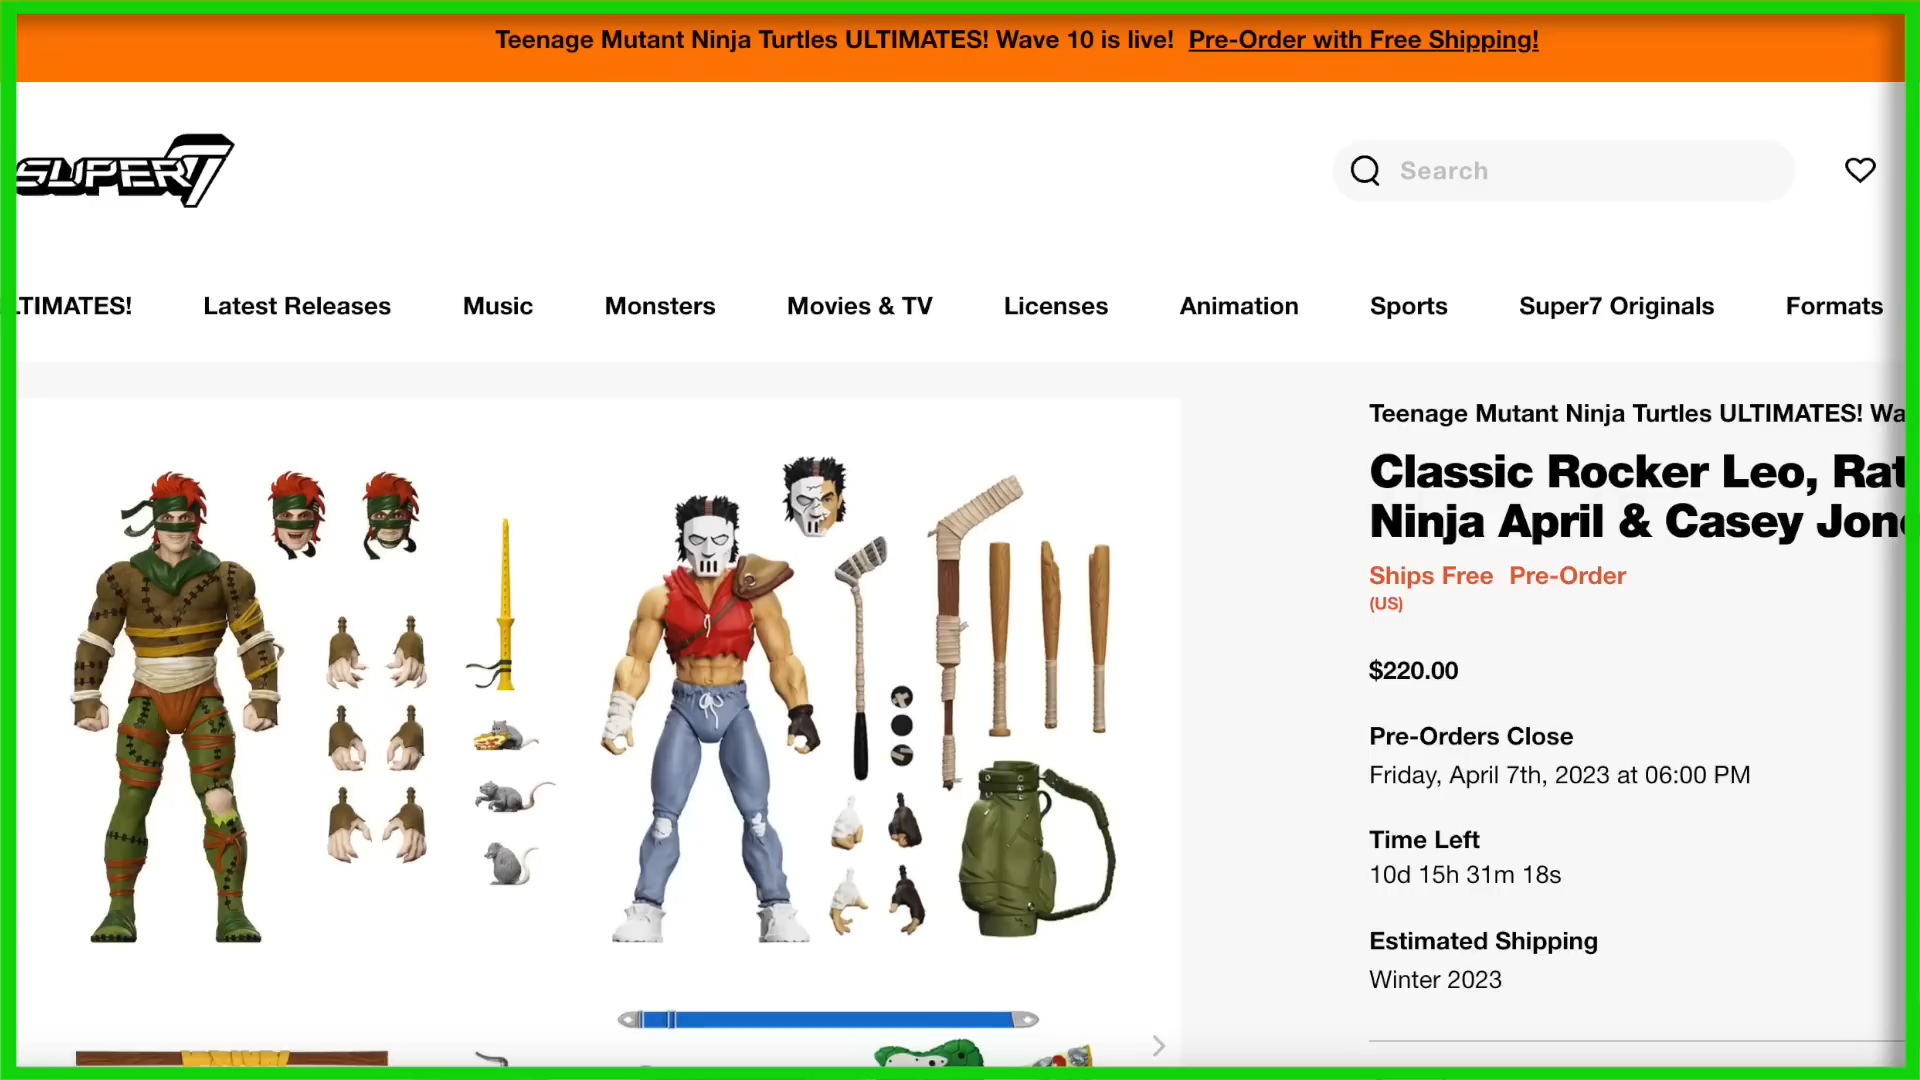 Teenage Mutant Ninja Turtles ULTIMATES! Wave 10 is live! Pre-Order with Free Shipping!
SUPER7
Search
LTIMATES! Latest Releases Music Monsters Movies & TV Licenses Animation Sports Super7 Originals Formats
Teenage Mutant Ninja Turtles ULTIMATES! Wa
Classic Rocker Leo, Rat
Ninja April & Casey Jon
Ships Free Pre-Order
(US)
$220.00
Pre-Orders Close
Friday, April 7th, 2023 at 06:00 PM
Time Left
10d 15h 31m 18s
Estimated Shipping
Winter 2023